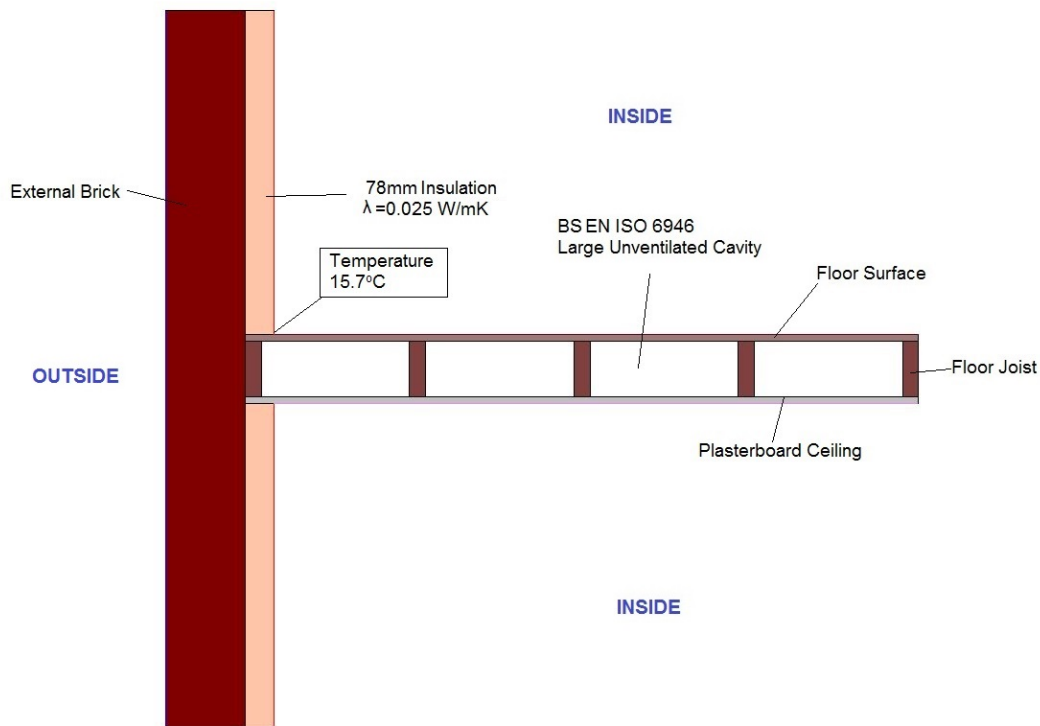 INSIDE
External Brick
78mm Insulation
λ=0.025 W/mK
BS EN ISO 6946
Large Unventilated Cavity
Temperature
15.7ºC
Floor Surface
OUTSIDE
Floor Joist
Plasterboard Ceiling
INSIDE